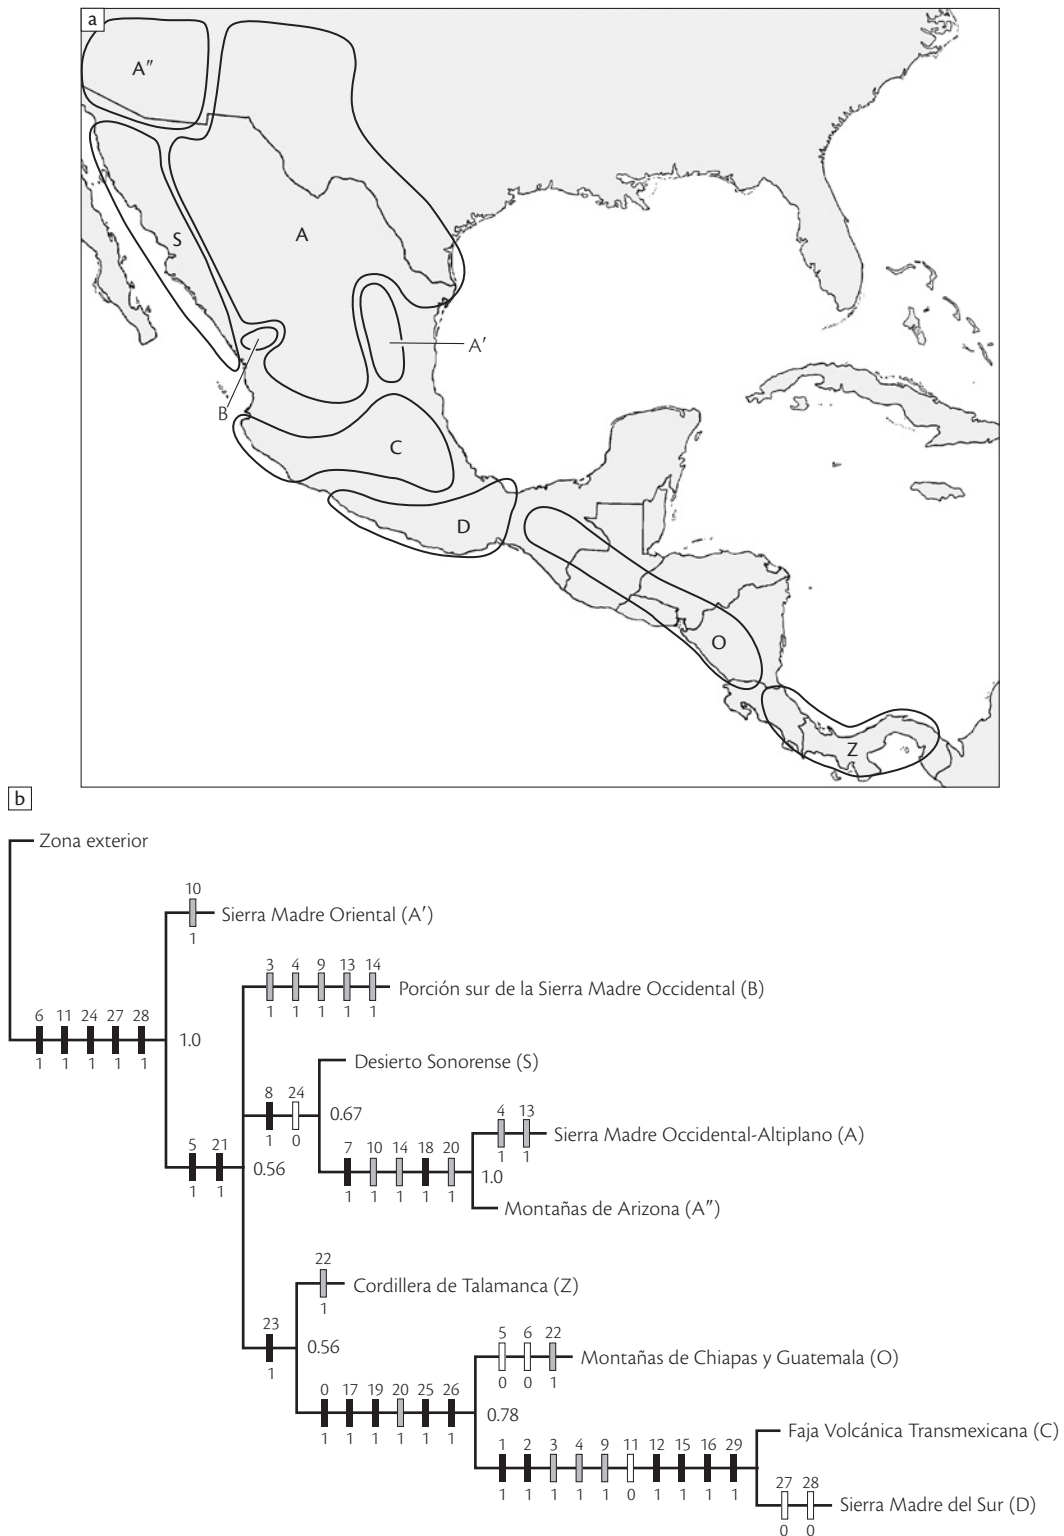 a
A″
S
A
A′
B
C
D
O
Z
b
Zona exterior
10
Sierra Madre Oriental (A′)
1
3 4 9 13 14
Porción sur de la Sierra Madre Occidental (B)
1 1 1 1 1
6 11 24 27 28
1.0
1 1 1 1 1
Desierto Sonorense (S)
8 24
0.67
1 0
4 13
Sierra Madre Occidental-Altiplano (A)
1 1
5 21
0.56
1 1
7 10 14 18 20
1.0
1 1 1 1 1
Montañas de Arizona (A″)
22
Cordillera de Talamanca (Z)
1
23
0.56
1
5 6 22
Montañas de Chiapas y Guatemala (O)
0 0 1
0 17 19 20 25 26
0.78
1 1 1 1 1 1
Faja Volcánica Transmexicana (C)
1 2 3 4 9 11 12 15 16 29
1 1 1 1 1 0 1 1 1 1
27 28
Sierra Madre del Sur (D)
0 0